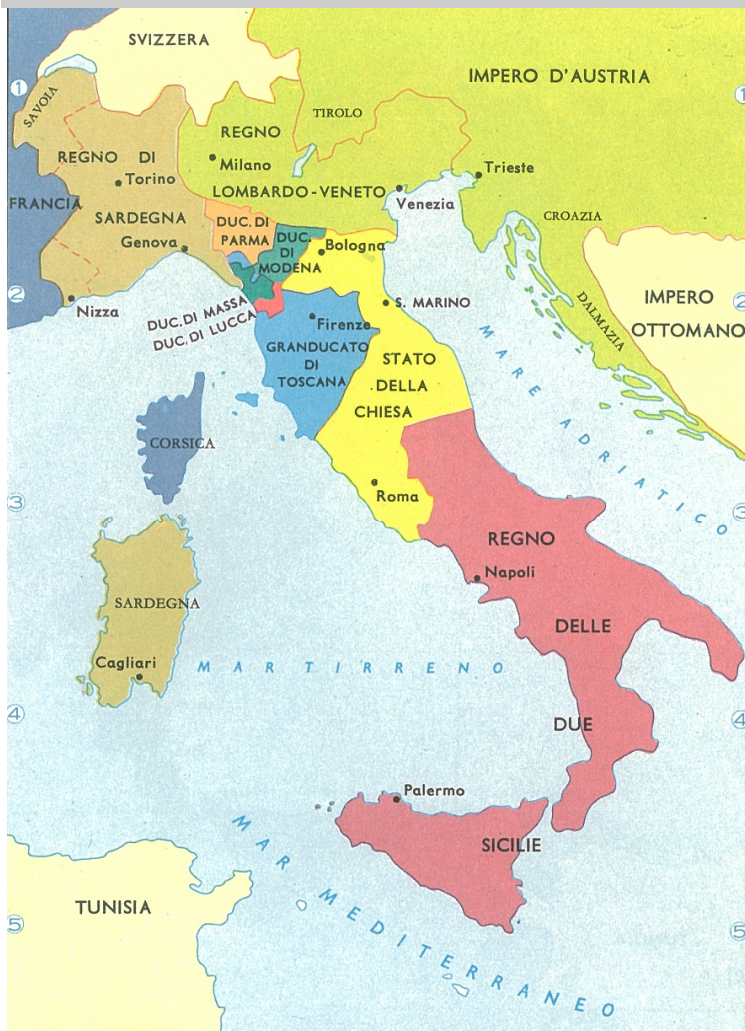 SVIZZERA
IMPERO D'AUSTRIA
1
1
SAVOIA
TIROLO
REGNO
Milano
LOMBARDO-VENETO
REGNO DI
Torino
SARDEGNA
Genova
Trieste
Venezia
FRANCIA
CROAZIA
DUC. DI
PARMA
DUC.
DI
MODENA
Bologna
2
2
Nizza
DUC. DI MASSA
DUC. DI LUCCA
S. MARINO
IMPERO
OTTOMANO
DALMAZIA
Firenze
GRANDUCATO
DI
TOSCANA
STATO
DELLA
CHIESA
MARE ADRIATICO
CORSICA
Roma
3
3
REGNO
Napoli
SARDEGNA
DELLE
Cagliari
MAR TIRRENO
4
4
DUE
Palermo
SICILIE
MAR MEDITERRANEO
TUNISIA
5
5